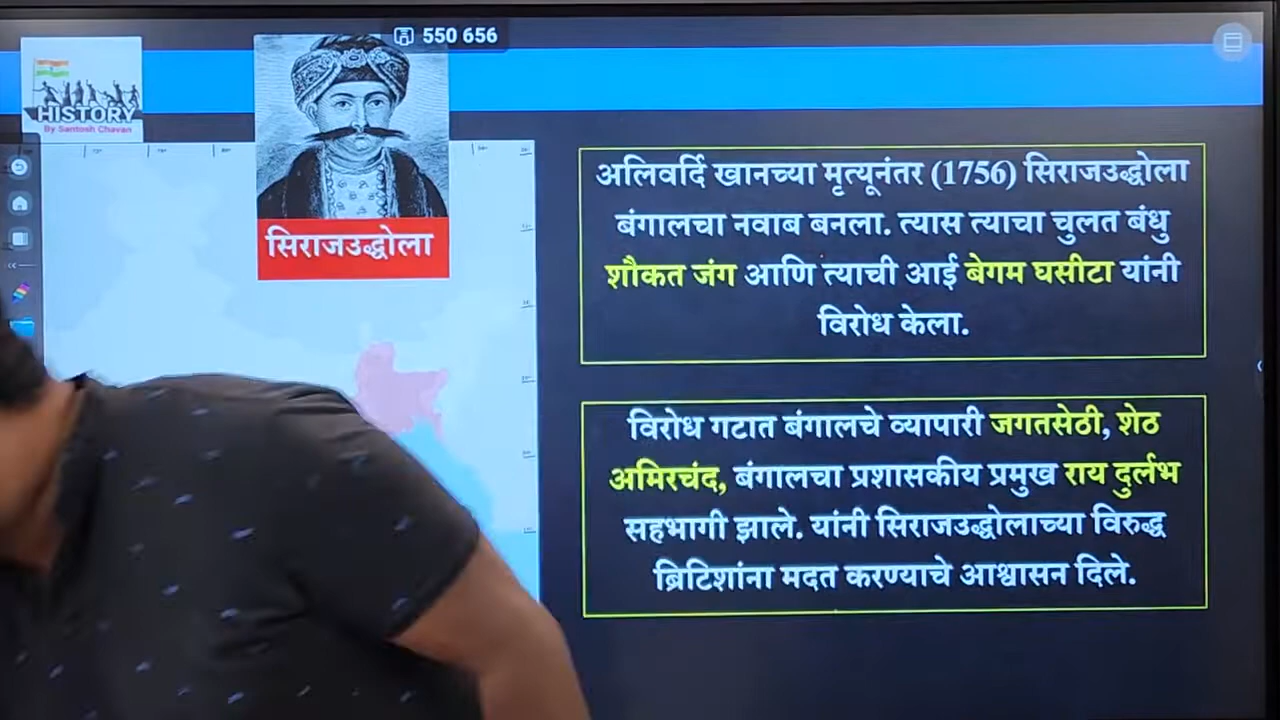 550 656
HISTORY
By Santosh Chavan
सिराजउद्धोला
अलिवर्दि खानच्या मृत्यूनंतर (1756) सिराजउद्धोला
बंगालचा नवाब बनला. त्यास त्याचा चुलत बंधु
शौकत जंग आणि त्याची आई बेगम घसीटा यांनी
विरोध केला.
विरोध गटात बंगालचे व्यापारी जगतसेठी, शेठ
अमिरचंद, बंगालचा प्रशासकीय प्रमुख राय दुर्लभ
सहभागी झाले. यांनी सिराजउद्धोलाच्या विरुद्ध
ब्रिटिशांना मदत करण्याचे आश्वासन दिले.